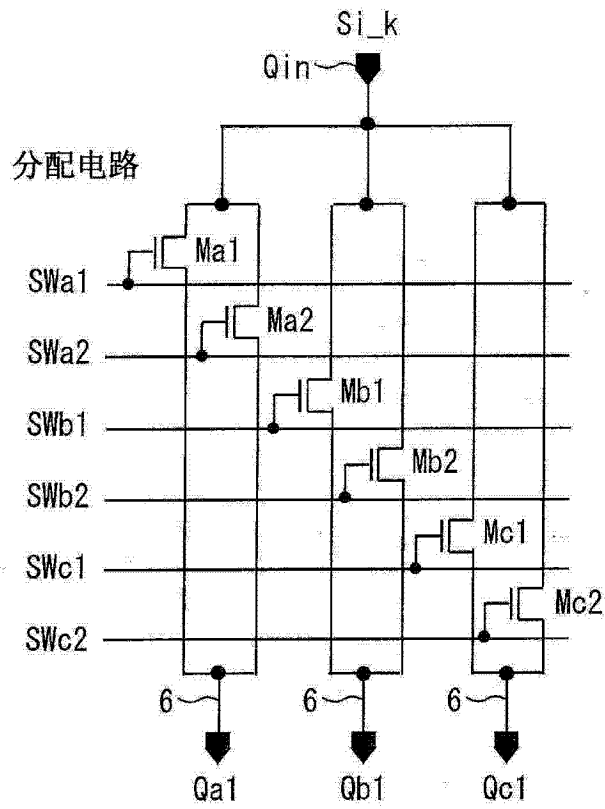 Si_k
Qin
分配电路
Ma1
SWa1
Ma2
SWa2
Mb1
SWb1
Mb2
SWb2
Mc1
SWc1
Mc2
SWc2
6 6 6
Qa1 Qb1 Qc1